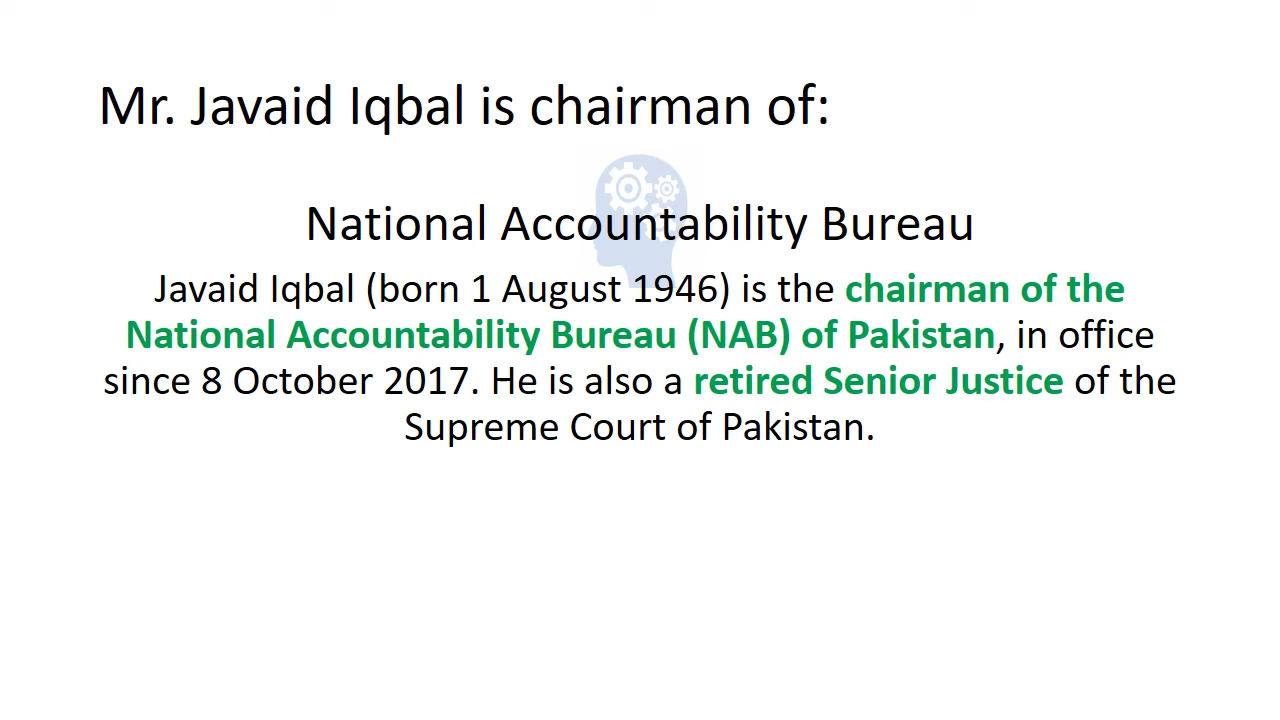 Mr. Javaid Iqbal is chairman of:
National Accountability Bureau
Javaid Iqbal (born 1 August 1946) is the chairman of the
National Accountability Bureau (NAB) of Pakistan, in office
since 8 October 2017. He is also a retired Senior Justice of the
Supreme Court of Pakistan.